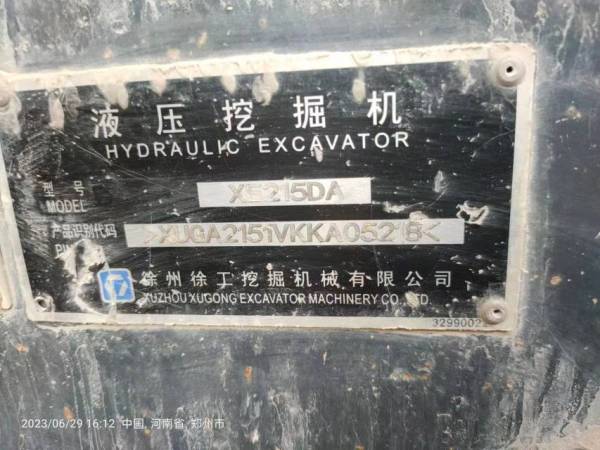 液压挖掘机
HYDRAULIC EXCAVATOR
型号 XE215DA
MODEL
产品识别代码 >XUGA2151VKKA05218<
PIN
徐州徐工挖掘机械有限公司
XUZHOU XUGONG EXCAVATOR MACHINERY CO., LTD.
2023/06/29 16:12 中国, 河南省, 郑州市